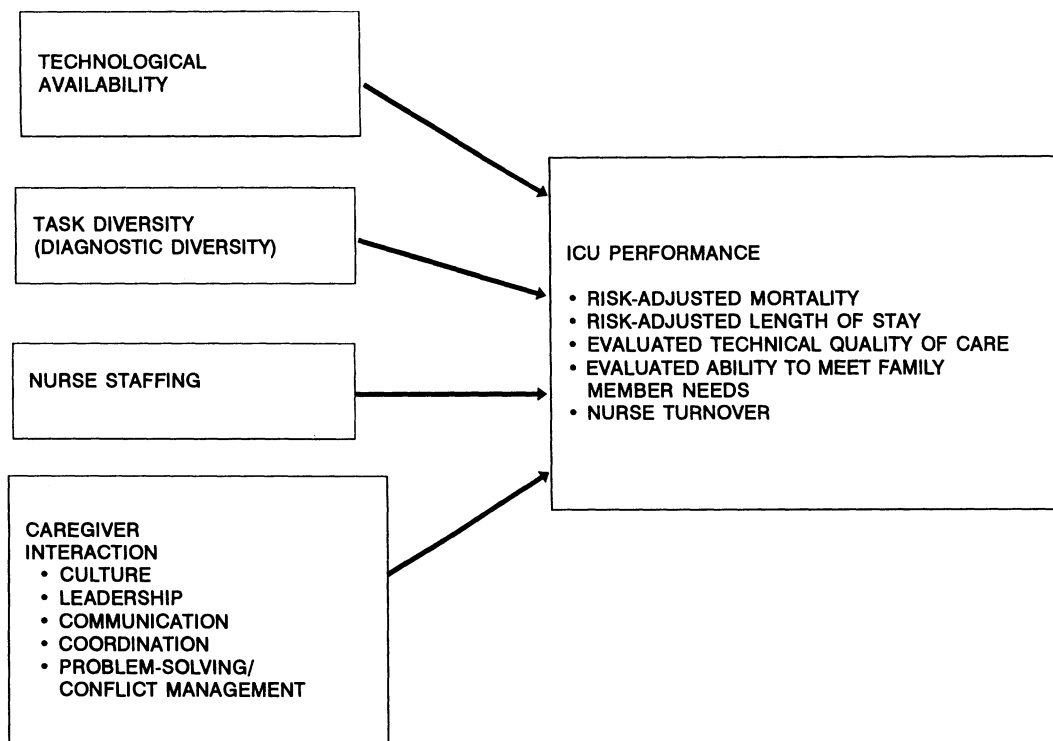 TECHNOLOGICAL
AVAILABILITY
TASK DIVERSITY
(DIAGNOSTIC DIVERSITY)
NURSE STAFFING
CAREGIVER
INTERACTION
• CULTURE
• LEADERSHIP
• COMMUNICATION
• COORDINATION
• PROBLEM-SOLVING/
CONFLICT MANAGEMENT
ICU PERFORMANCE
• RISK-ADJUSTED MORTALITY
• RISK-ADJUSTED LENGTH OF STAY
• EVALUATED TECHNICAL QUALITY OF CARE
• EVALUATED ABILITY TO MEET FAMILY
MEMBER NEEDS
• NURSE TURNOVER